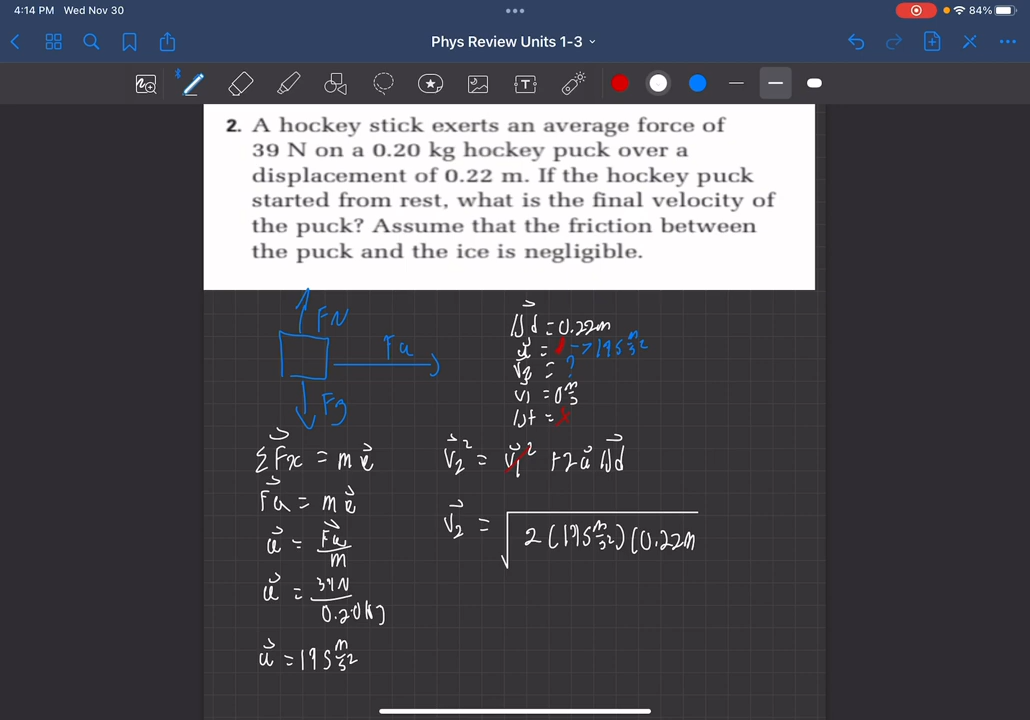 4:14 PM Wed Nov 30
84%
Phys Review Units 1-3
2. A hockey stick exerts an average force of
39 N on a 0.20 kg hockey puck over a
displacement of 0.22 m. If the hockey puck
started from rest, what is the final velocity of
the puck? Assume that the friction between
the puck and the ice is negligible.
FN
Fa
Fg
Δd = 0.22m
a = → 195 m/s²
v₂ = ?
v₁ = 0 m/s
Δt = x
ΣFx = m a
Fa = m a
a = Fa/m
a = 39N/0.20kg
a = 195 m/s²
v₂² = v₁² + 2 a Δd
v₂ = √2(195 m/s²)(0.22m